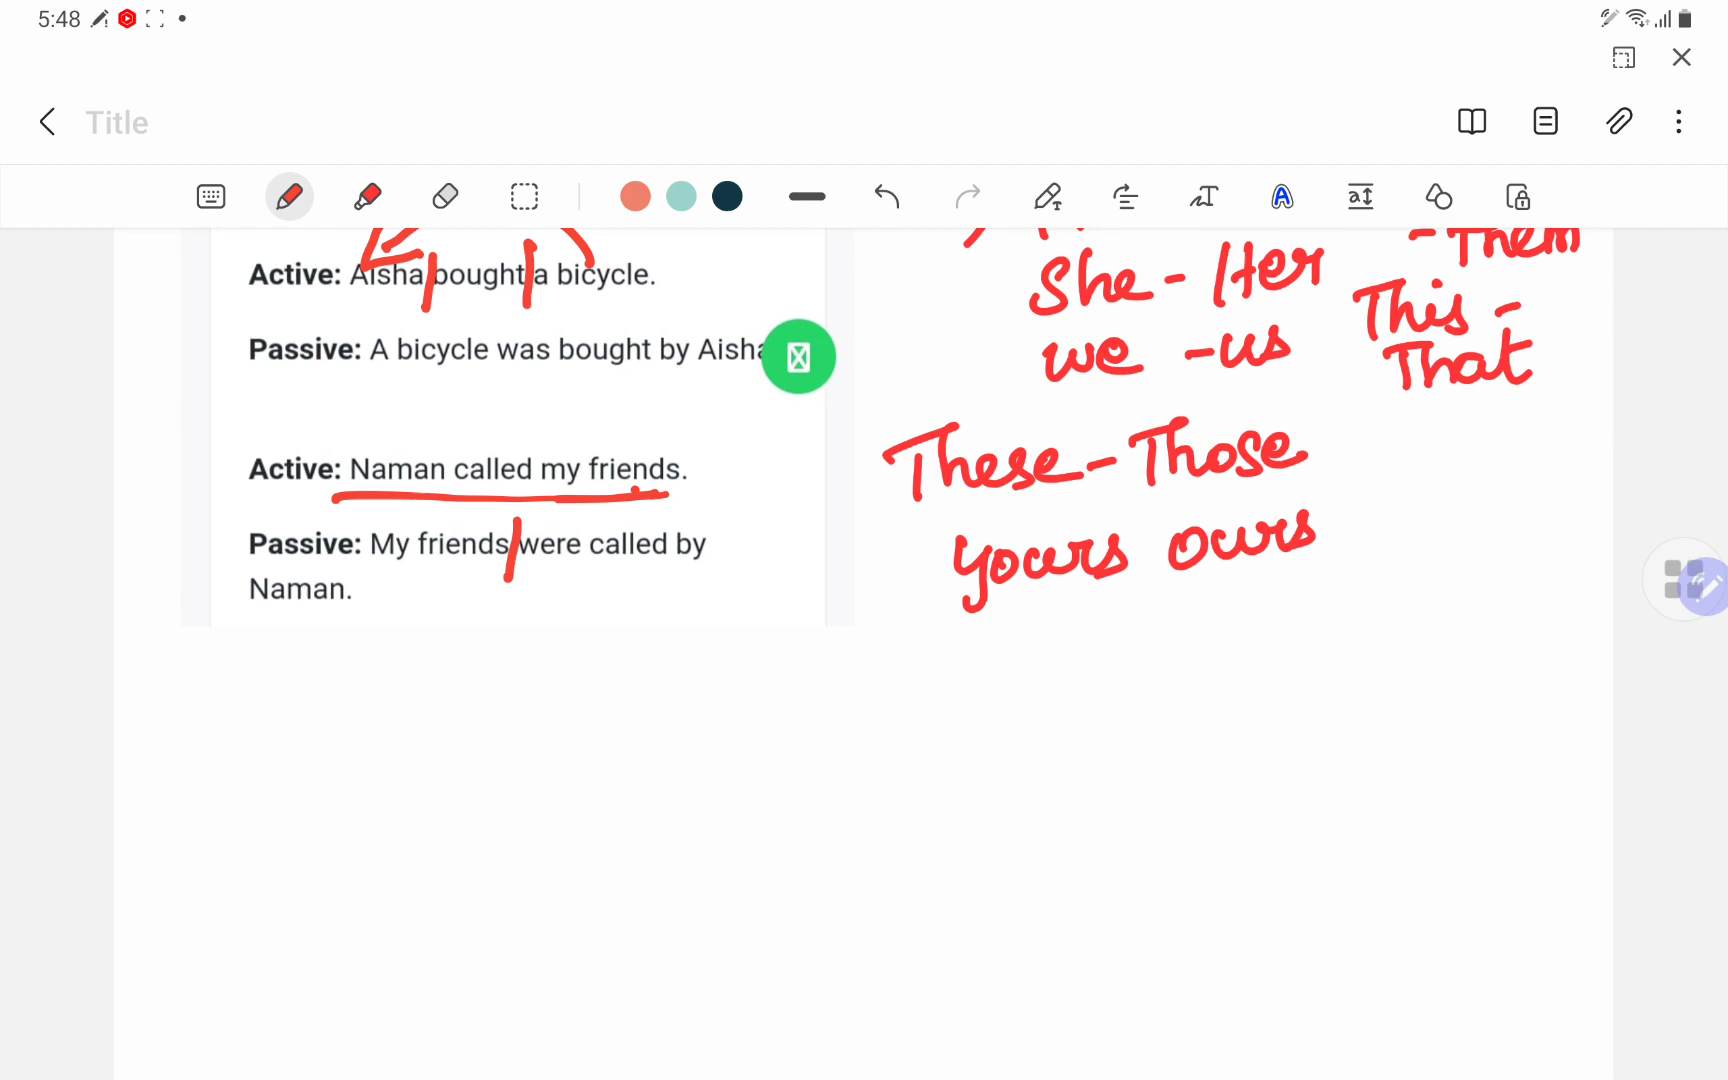 5:48
Title
Active: Aisha bought a bicycle.
Passive: A bicycle was bought by Aisha
Active: Naman called my friends.
Passive: My friends were called by
Naman.
- Them
She - Her
This -
That
we - us
These - Those
yours ours